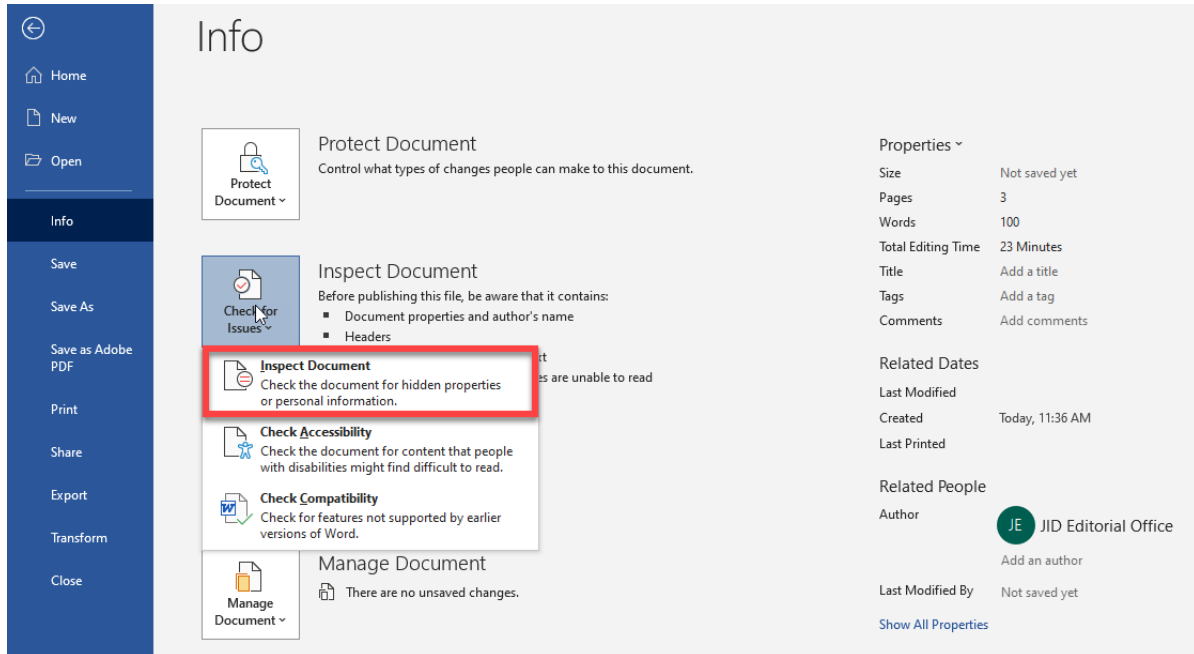 Info
Home
New
Open
Info
Save
Save As
Save as Adobe
PDF
Print
Share
Export
Transform
Close
Protect
Document
Protect Document
Control what types of changes people can make to this document.
Check for
Issues
Inspect Document
Before publishing this file, be aware that it contains:
Document properties and author's name
Headers
are unable to read
Inspect Document
Check the document for hidden properties
or personal information.
Check Accessibility
Check the document for content that people
with disabilities might find difficult to read.
Check Compatibility
Check for features not supported by earlier
versions of Word.
Manage
Document
Manage Document
There are no unsaved changes.
Properties
Size Not saved yet
Pages 3
Words 100
Total Editing Time 23 Minutes
Title Add a title
Tags Add a tag
Comments Add comments
Related Dates
Last Modified
Created Today, 11:36 AM
Last Printed
Related People
Author JE JID Editorial Office
Add an author
Last Modified By Not saved yet
Show All Properties